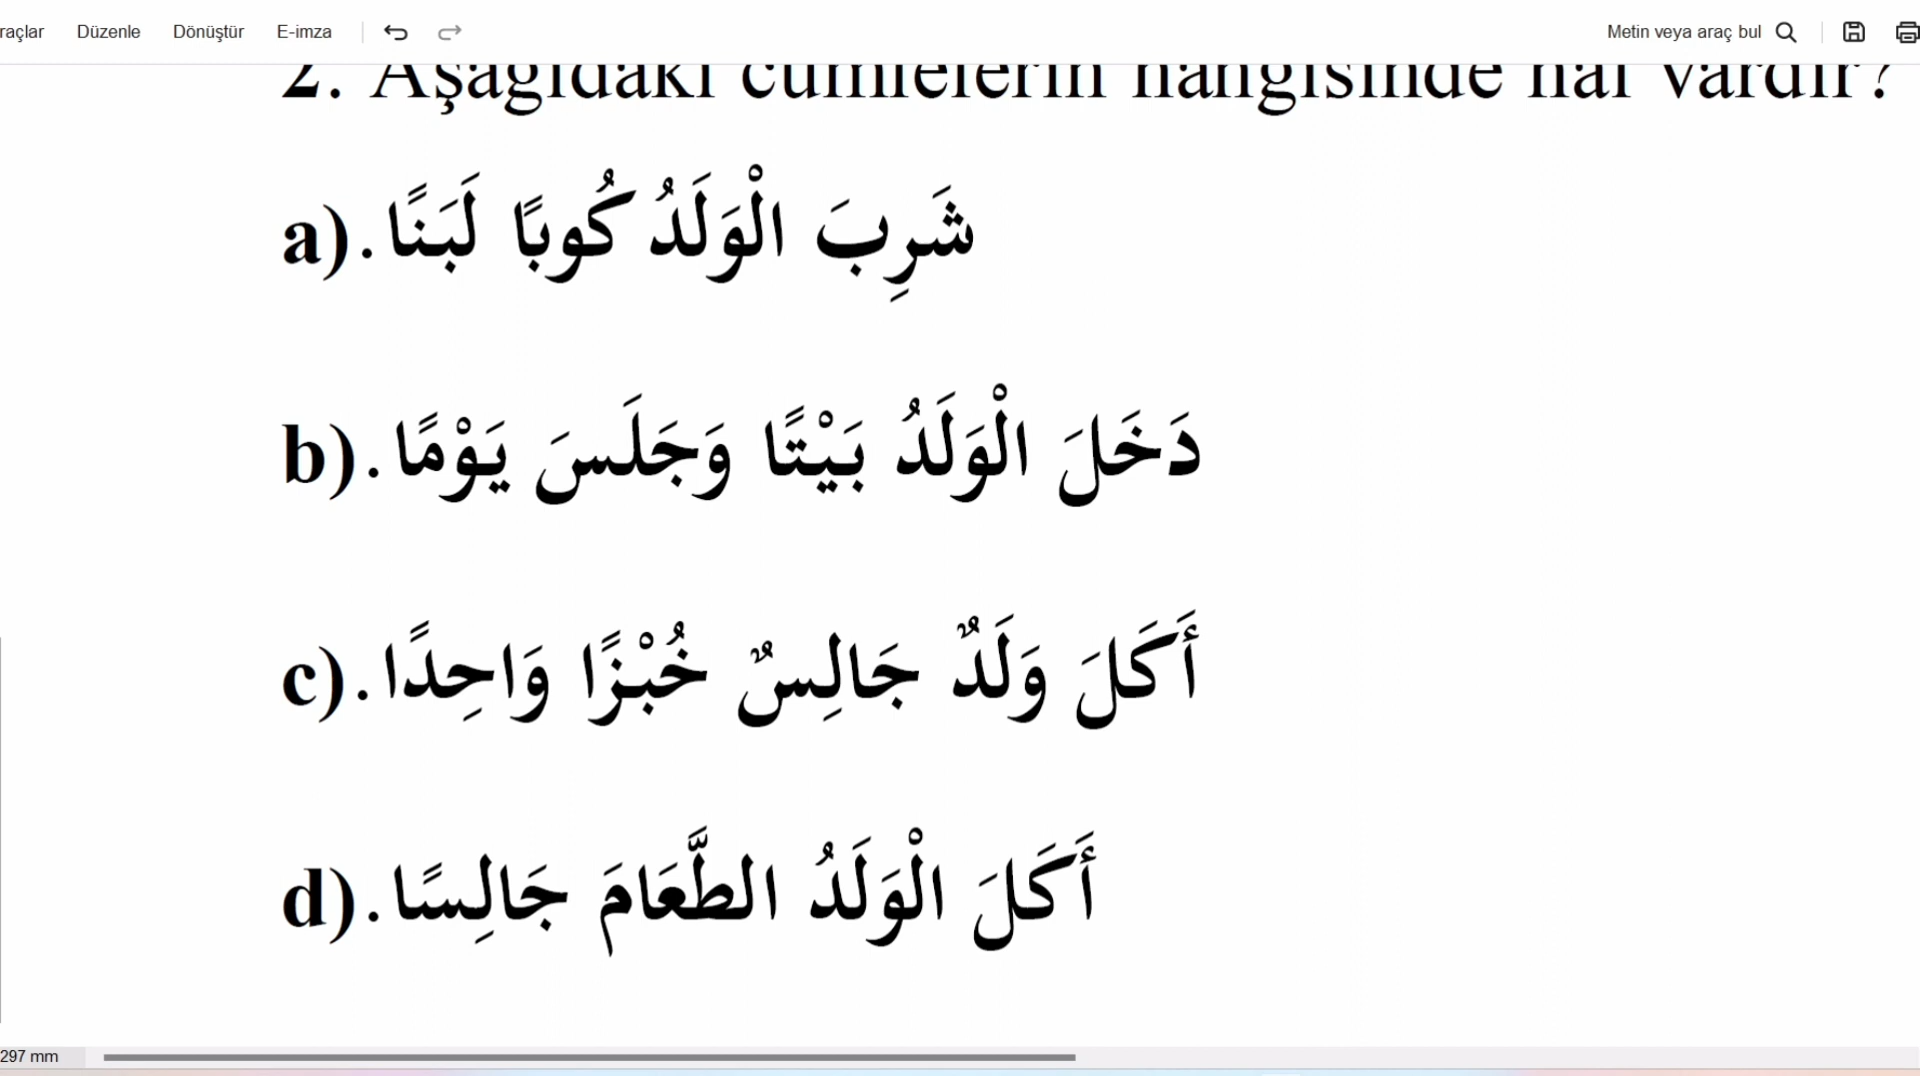 raçlar Düzenle Dönüştür E-imza Metin veya araç bul
2. Aşağıdaki cümlelerin hangisinde hal vardır?
a). شَرِبَ الْوَلَدُ كُوبًا لَبَنًا
b). دَخَلَ الْوَلَدُ بَيْتًا وَجَلَسَ يَوْمًا
c). أَكَلَ وَلَدٌ جَالِسٌ خُبْزًا وَاحِدًا
d). أَكَلَ الْوَلَدُ الطَّعَامَ جَالِسًا
297 mm